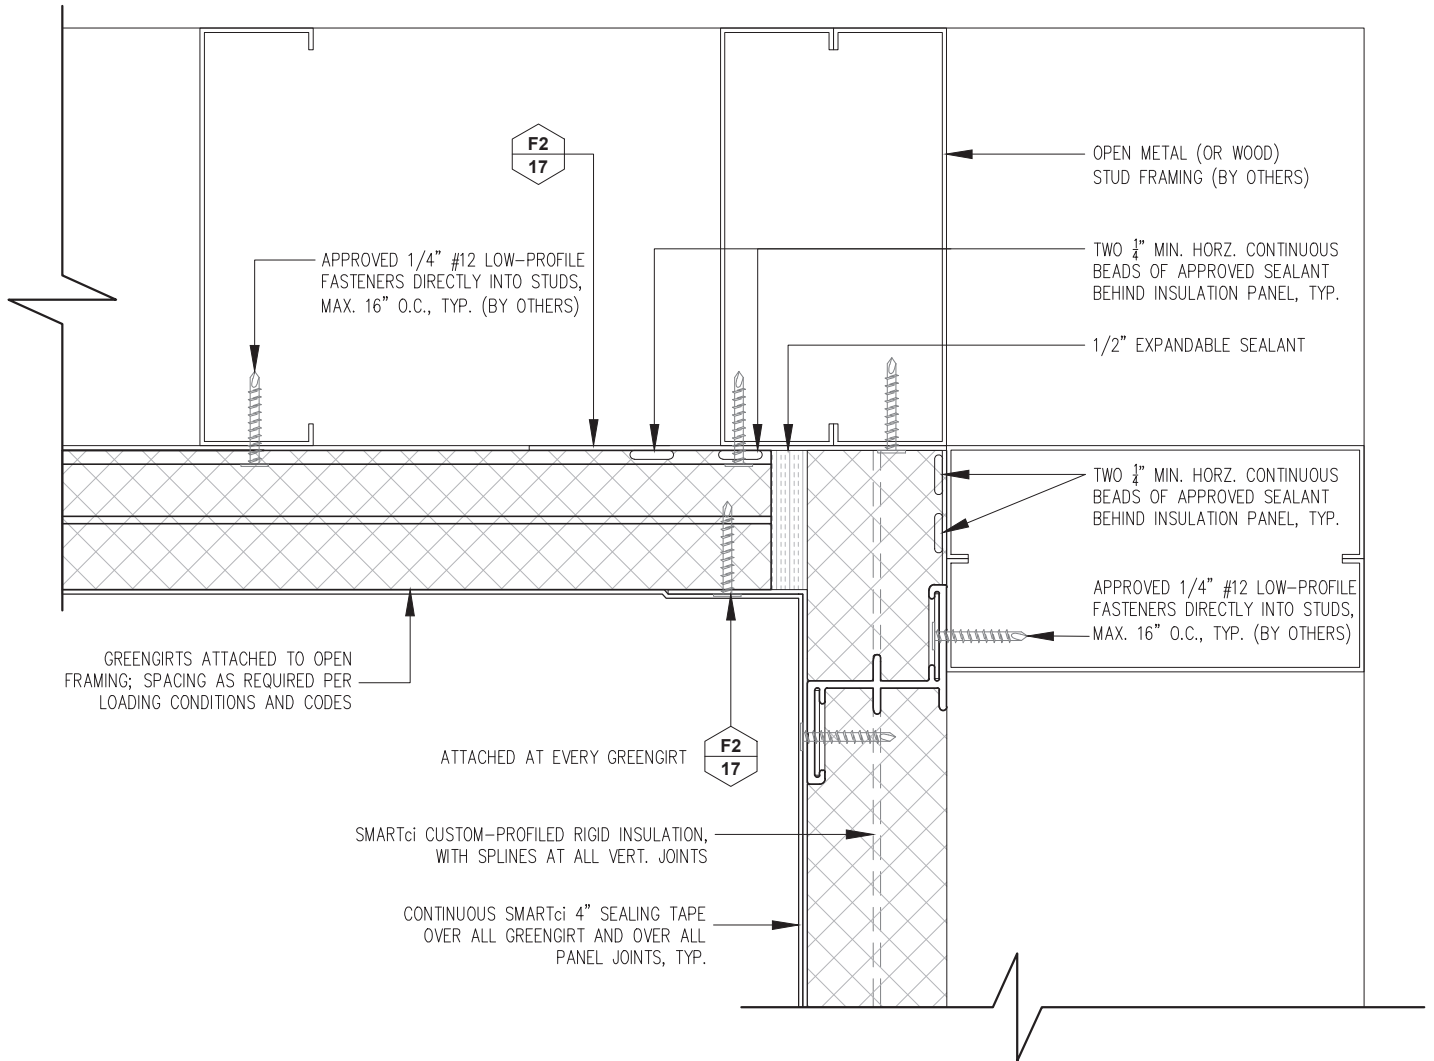 F2
17
OPEN METAL (OR WOOD)
STUD FRAMING (BY OTHERS)
APPROVED 1/4" #12 LOW-PROFILE
FASTENERS DIRECTLY INTO STUDS,
MAX. 16" O.C., TYP. (BY OTHERS)
TWO 1/4" MIN. HORZ. CONTINUOUS
BEADS OF APPROVED SEALANT
BEHIND INSULATION PANEL, TYP.
1/2" EXPANDABLE SEALANT
TWO 1/4" MIN. HORZ. CONTINUOUS
BEADS OF APPROVED SEALANT
BEHIND INSULATION PANEL, TYP.
APPROVED 1/4" #12 LOW-PROFILE
FASTENERS DIRECTLY INTO STUDS,
MAX. 16" O.C., TYP. (BY OTHERS)
GREENGIRTS ATTACHED TO OPEN
FRAMING; SPACING AS REQUIRED PER
LOADING CONDITIONS AND CODES
ATTACHED AT EVERY GREENGIRT
F2
17
SMARTci CUSTOM-PROFILED RIGID INSULATION,
WITH SPLINES AT ALL VERT. JOINTS
CONTINUOUS SMARTci 4" SEALING TAPE
OVER ALL GREENGIRT AND OVER ALL
PANEL JOINTS, TYP.